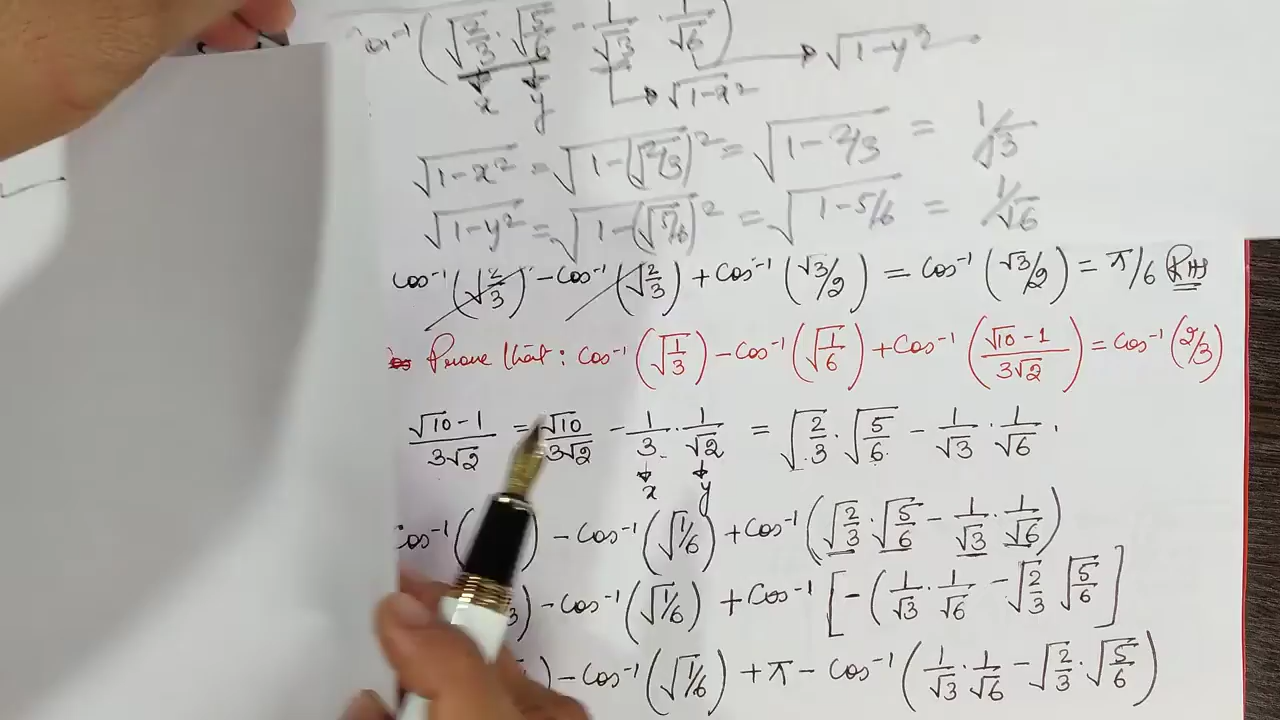 Cos⁻¹(√(2/3)·√(5/6) - 1/√3 · 1/√6) → √(1-y²)
x y → √(1-x²)
√(1-x²) = √(1-(√(2/3))²) = √(1-2/3) = 1/√3
√(1-y²) = √(1-(√(5/6))²) = √(1-5/6) = 1/√6
cos⁻¹(√(2/3)) - cos⁻¹(√(2/3)) + cos⁻¹(√3/2) = cos⁻¹(√3/2) = π/6 RHS
Prove that: cos⁻¹(√(1/3)) - cos⁻¹(√(1/6)) + cos⁻¹((√10 - 1)/(3√2)) = cos⁻¹(2/3)
(√10 - 1)/(3√2) = √10/(3√2) - 1/3 · 1/√2 = √(2/3)·√(5/6) - 1/√3 · 1/√6 .
x y
cos⁻¹( ) - cos⁻¹(√(1/6)) + cos⁻¹(√(2/3)·√(5/6) - 1/√3 · 1/√6)
3) - cos⁻¹(√(1/6)) + cos⁻¹[-(1/√3 · 1/√6 - √(2/3) √(5/6)]
) - cos⁻¹(√(1/6)) + π - cos⁻¹(1/√3 · 1/√6 - √(2/3)·√(5/6))